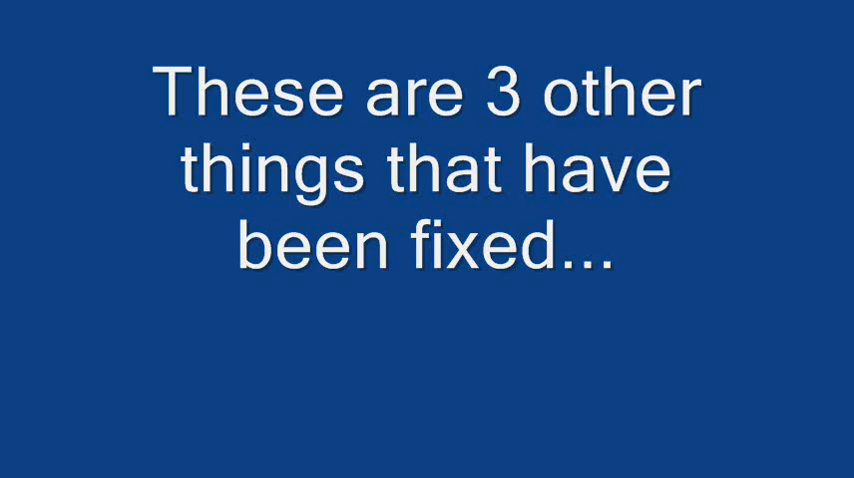 These are 3 other
things that have
been fixed...